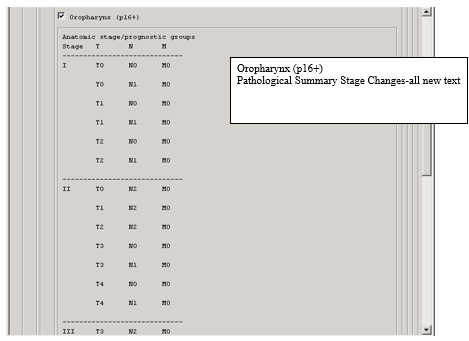 Oropharynx (p16+)
Anatomic stage/prognostic groups
Stage T N M
------------------------------
I T0 N0 M0
T0 N1 M0
T1 N0 M0
T1 N1 M0
T2 N0 M0
T2 N1 M0
------------------------------
II T0 N2 M0
T1 N2 M0
T2 N2 M0
T3 N0 M0
T3 N1 M0
T4 N0 M0
T4 N1 M0
------------------------------
III T3 N2 M0
Oropharynx (p16+)
Pathological Summary Stage Changes-all new text